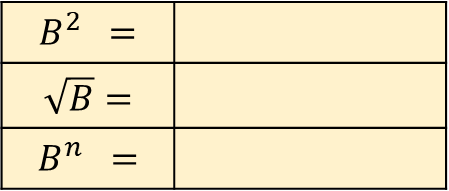 B² =
√B =
Bⁿ =